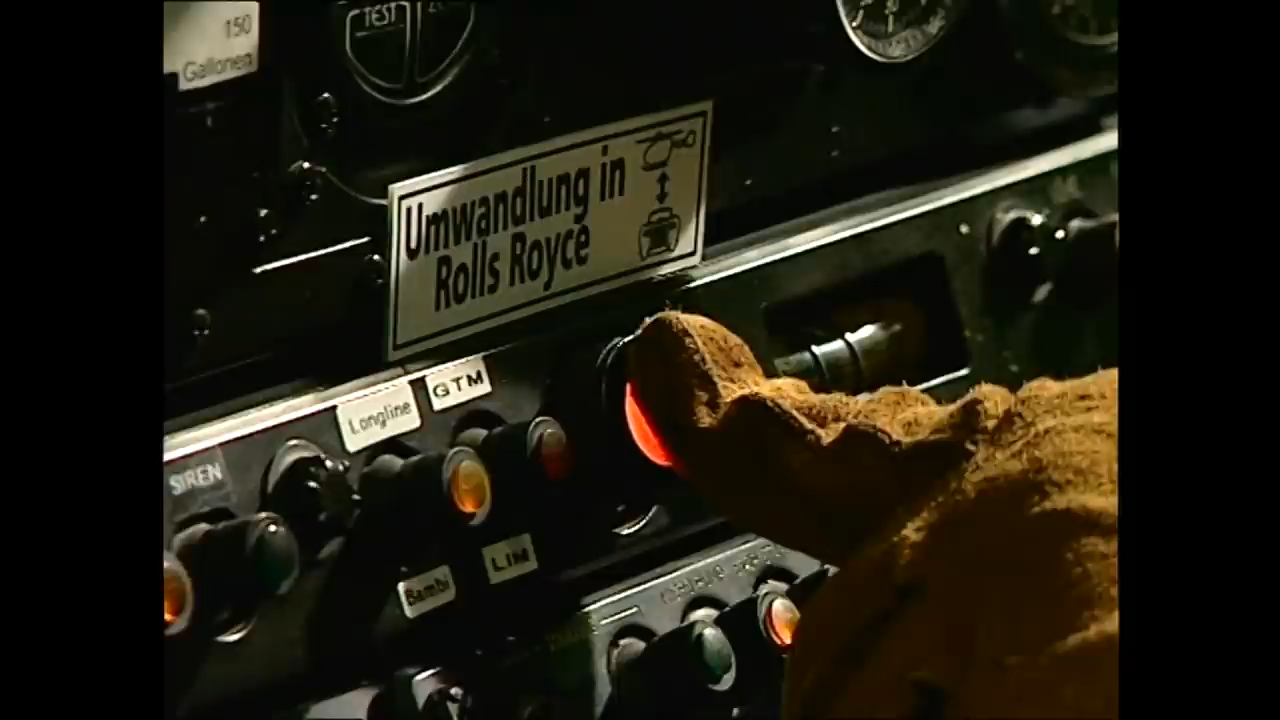 150
Gallonen
TEST
Umwandlung in
Rolls Royce
GTM
Longline
SIREN
LIM
Bambi